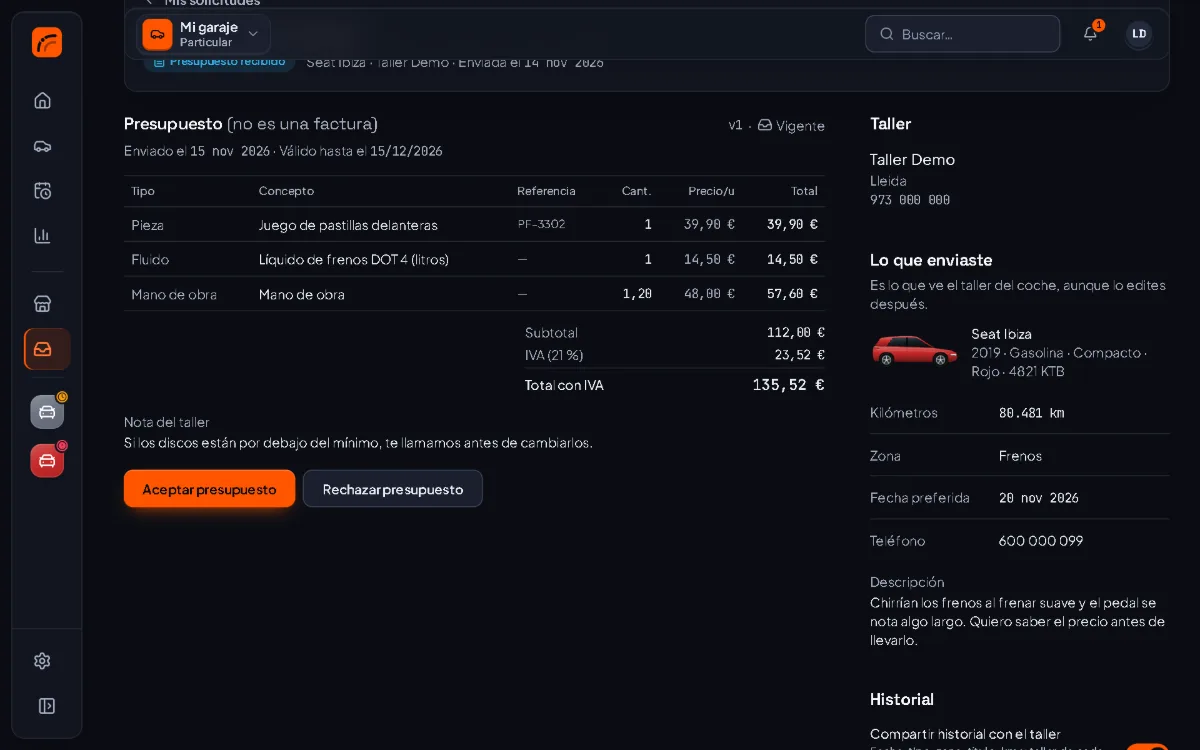 Mis solicitudes
Mi garaje
Particular
Buscar...
1
LD
Presupuesto recibido
Seat Ibiza · Taller Demo · Enviada el 14 nov 2026
Presupuesto (no es una factura)
v1 · Vigente
Enviado el 15 nov 2026 · Válido hasta el 15/12/2026
Tipo Concepto Referencia Cant. Precio/u Total
Pieza Juego de pastillas delanteras PF-3302 1 39,90 € 39,90 €
Fluido Líquido de frenos DOT 4 (litros) — 1 14,50 € 14,50 €
Mano de obra Mano de obra — 1,20 48,00 € 57,60 €
Subtotal 112,00 €
IVA (21 %) 23,52 €
Total con IVA 135,52 €
Nota del taller
Si los discos están por debajo del mínimo, te llamamos antes de cambiarlos.
Aceptar presupuesto
Rechazar presupuesto
Taller
Taller Demo
Lleida
973 000 000
Lo que enviaste
Es lo que ve el taller del coche, aunque lo edites
después.
Seat Ibiza
2019 · Gasolina · Compacto ·
Rojo · 4821 KTB
Kilómetros 80.481 km
Zona Frenos
Fecha preferida 20 nov 2026
Teléfono 600 000 099
Descripción
Chirrían los frenos al frenar suave y el pedal se
nota algo largo. Quiero saber el precio antes de
llevarlo.
Historial
Compartir historial con el taller